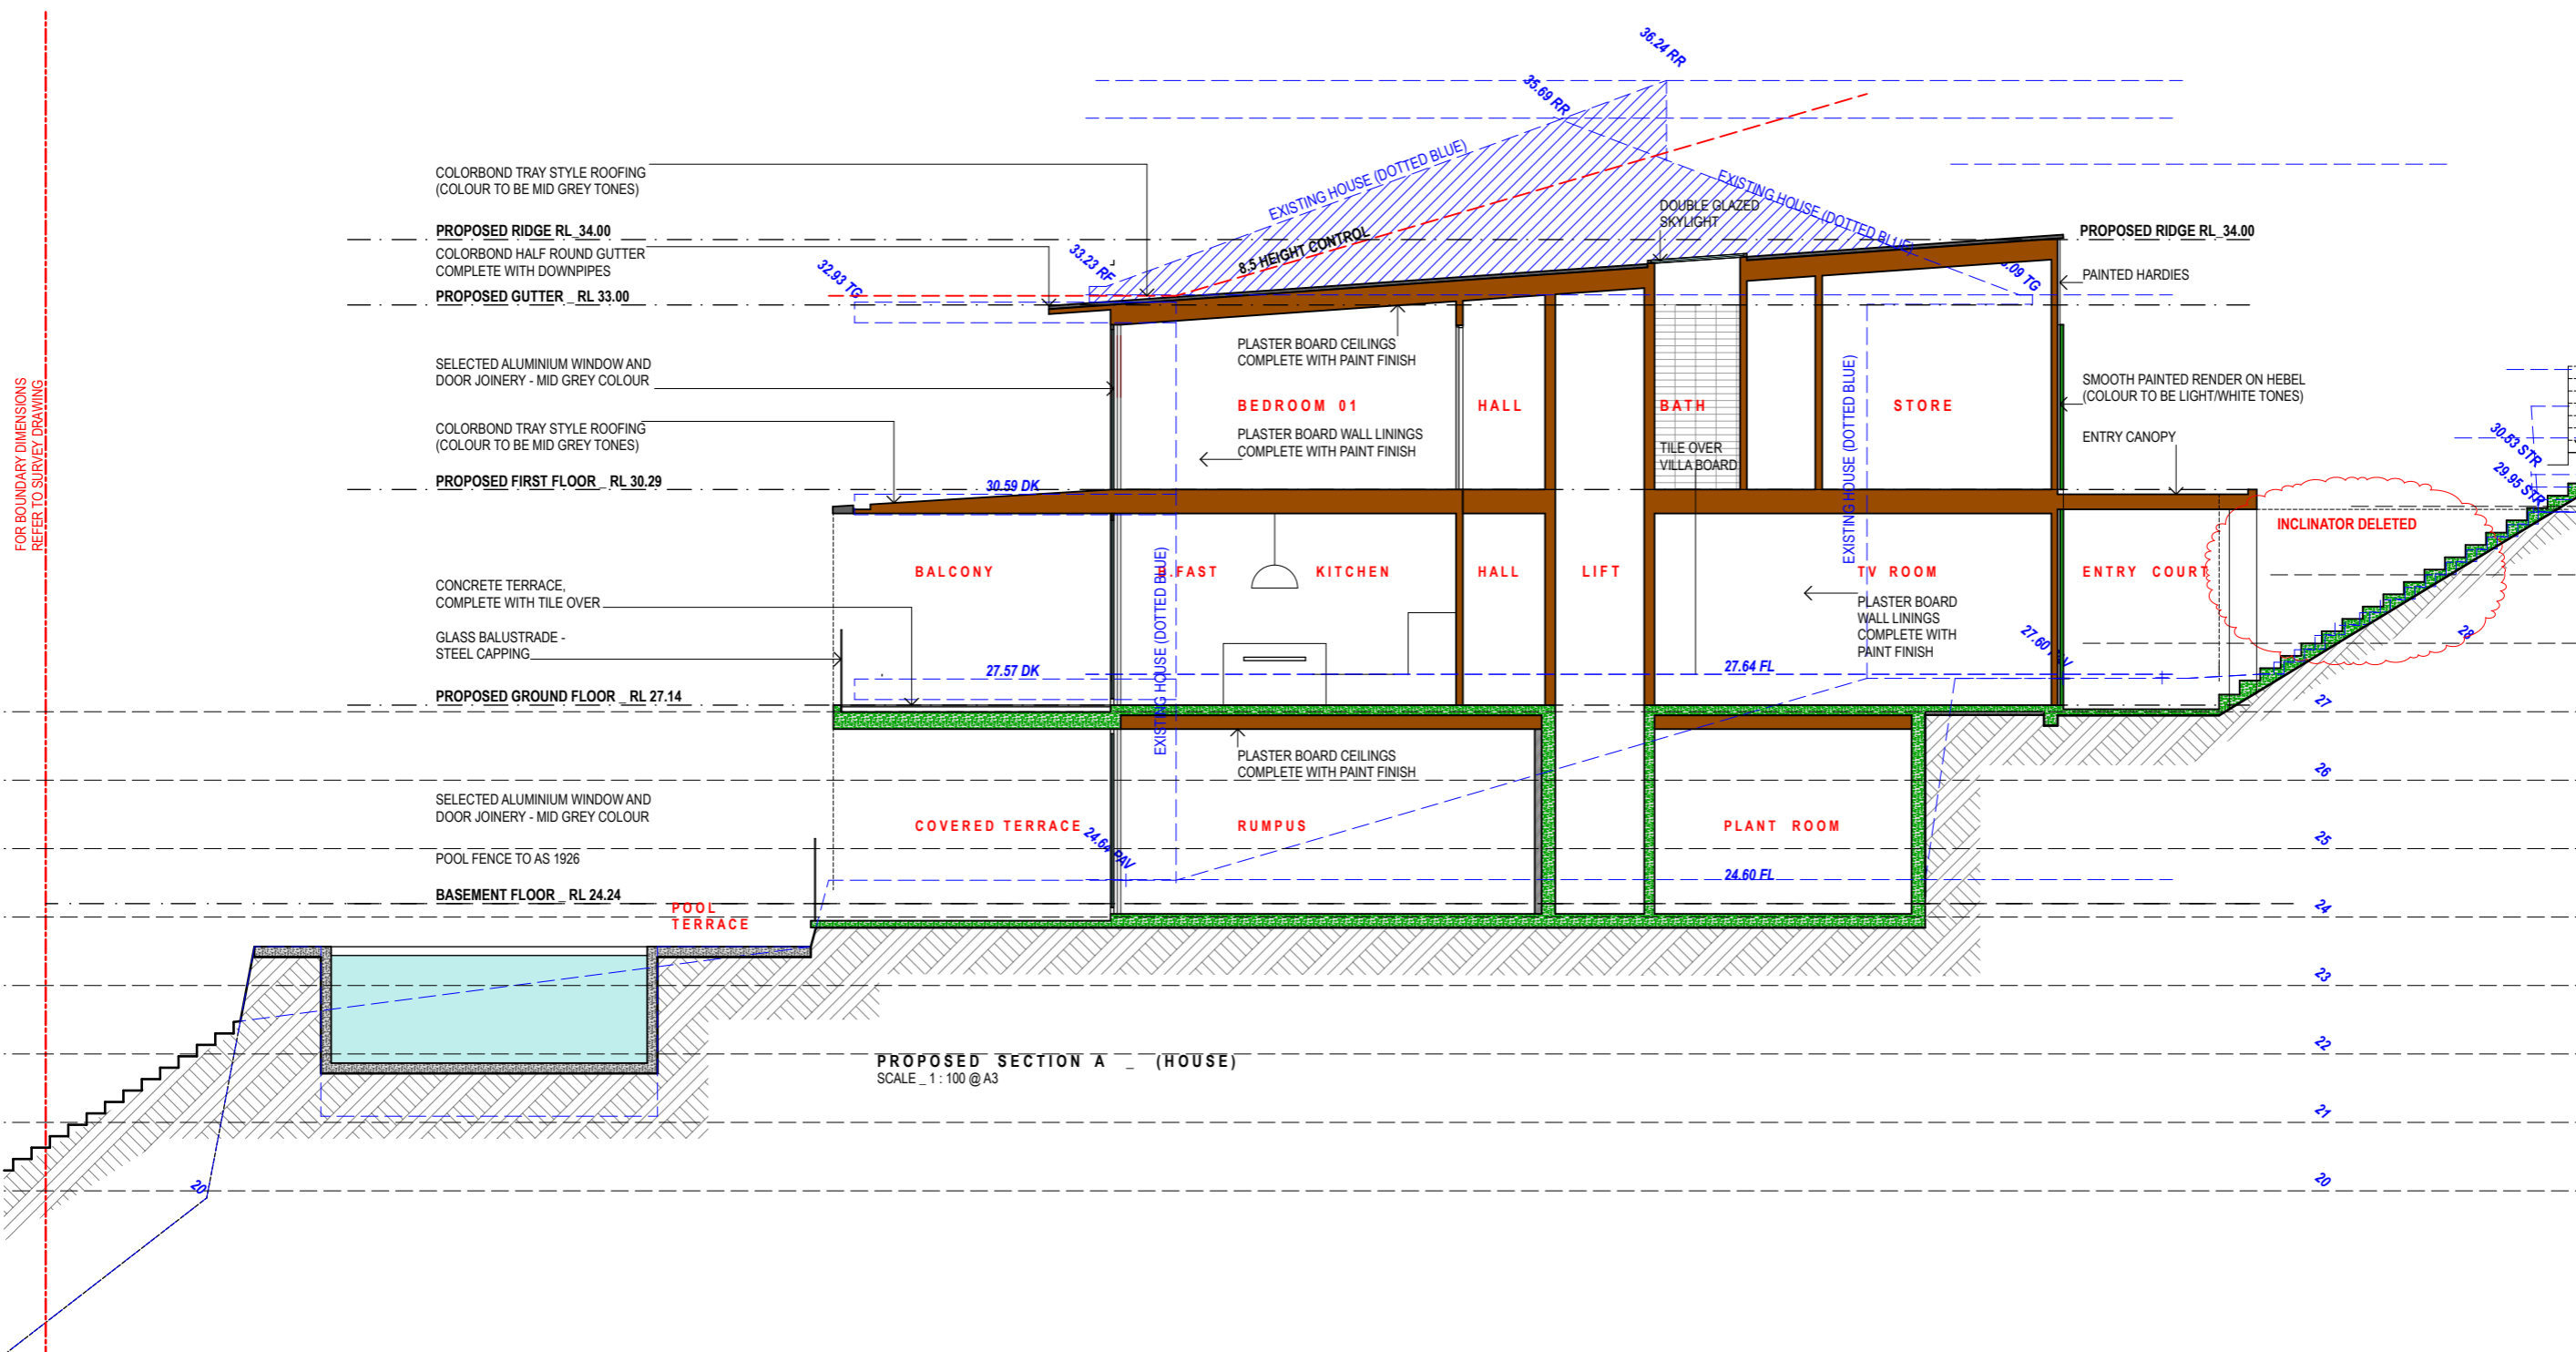 36.24 RR
35.69 RR
COLORBOND TRAY STYLE ROOFING
(COLOUR TO BE MID GREY TONES)
EXISTING HOUSE (DOTTED BLUE)
EXISTING HOUSE (DOTTED BLUE)
DOUBLE GLAZED
SKYLIGHT
PROPOSED RIDGE RL_34.00
PROPOSED RIDGE RL_34.00
COLORBOND HALF ROUND GUTTER
COMPLETE WITH DOWNPIPES
8.5 HEIGHT CONTROL
33.23 RF
32.93 TG
.09 TG
PAINTED HARDIES
PROPOSED GUTTER _ RL 33.00
PLASTER BOARD CEILINGS
COMPLETE WITH PAINT FINISH
SELECTED ALUMINIUM WINDOW AND
DOOR JOINERY - MID GREY COLOUR
SMOOTH PAINTED RENDER ON HEBEL
(COLOUR TO BE LIGHT/WHITE TONES)
BEDROOM 01
HALL
BATH
STORE
EXISTING HOUSE (DOTTED BLUE)
FOR BOUNDARY DIMENSIONS
REFER TO SURVEY DRAWING
COLORBOND TRAY STYLE ROOFING
(COLOUR TO BE MID GREY TONES)
PLASTER BOARD WALL LININGS
COMPLETE WITH PAINT FINISH
TILE OVER
VILLA BOARD
ENTRY CANOPY
30.53 STR
29.95 STR
PROPOSED FIRST FLOOR _ RL 30.29
30.59 DK
INCLINATOR DELETED
BALCONY
B.FAST
KITCHEN
HALL
LIFT
TV ROOM
ENTRY COURT
EXISTING HOUSE (DOTTED BLUE)
CONCRETE TERRACE,
COMPLETE WITH TILE OVER
PLASTER BOARD
WALL LININGS
COMPLETE WITH
PAINT FINISH
GLASS BALUSTRADE -
STEEL CAPPING
27.60
28
27.57 DK
27.64 FL
PROPOSED GROUND FLOOR _ RL 27.14
27
PLASTER BOARD CEILINGS
COMPLETE WITH PAINT FINISH
26
SELECTED ALUMINIUM WINDOW AND
DOOR JOINERY - MID GREY COLOUR
COVERED TERRACE
RUMPUS
PLANT ROOM
25
24.64 PAV
POOL FENCE TO AS 1926
24.60 FL
BASEMENT FLOOR _ RL 24.24
24
POOL
TERRACE
23
22
PROPOSED SECTION A _ (HOUSE)
SCALE _ 1 : 100 @ A3
21
20
20